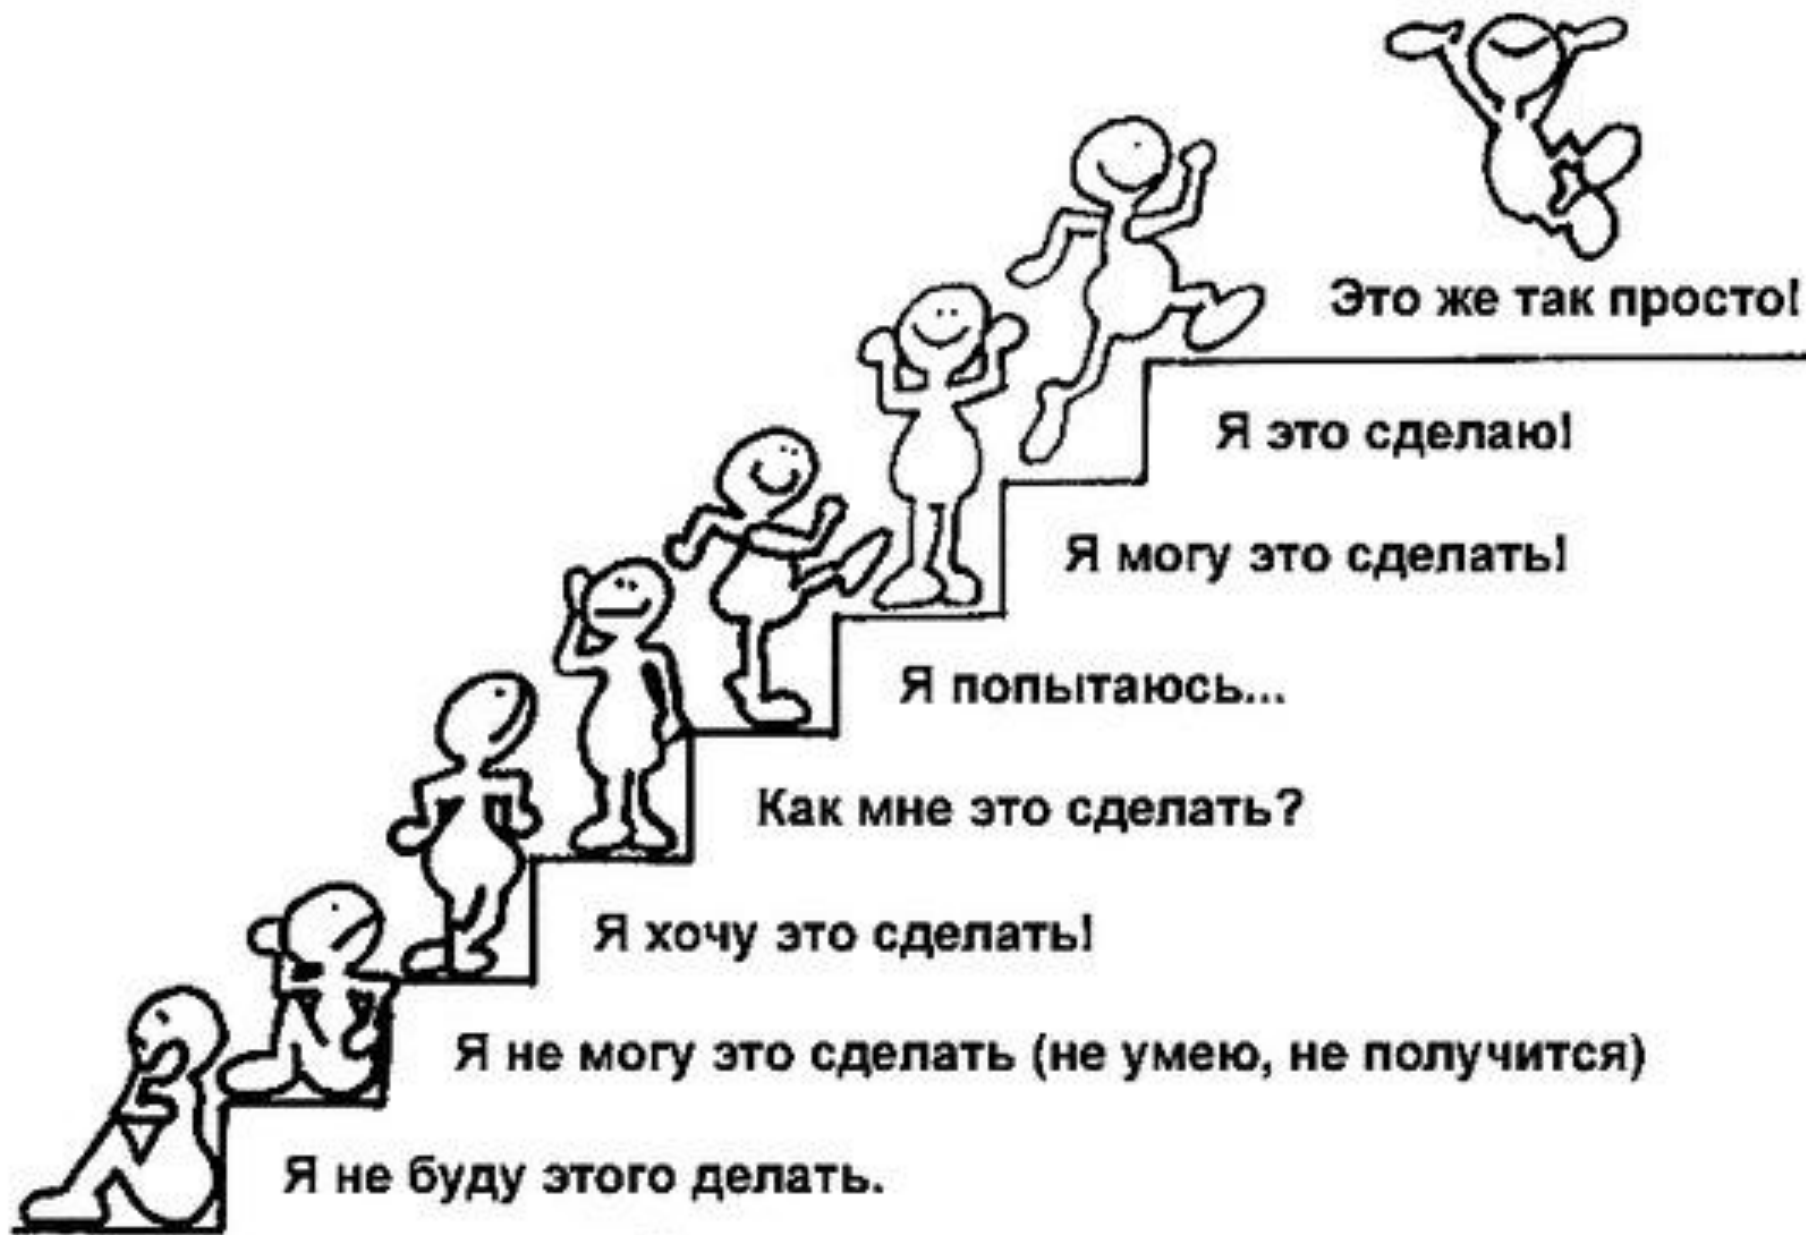 Это же так просто!
Я это сделаю!
Я могу это сделать!
Я попытаюсь...
Как мне это сделать?
Я хочу это сделать!
Я не могу это сделать (не умею, не получится)
Я не буду этого делать.